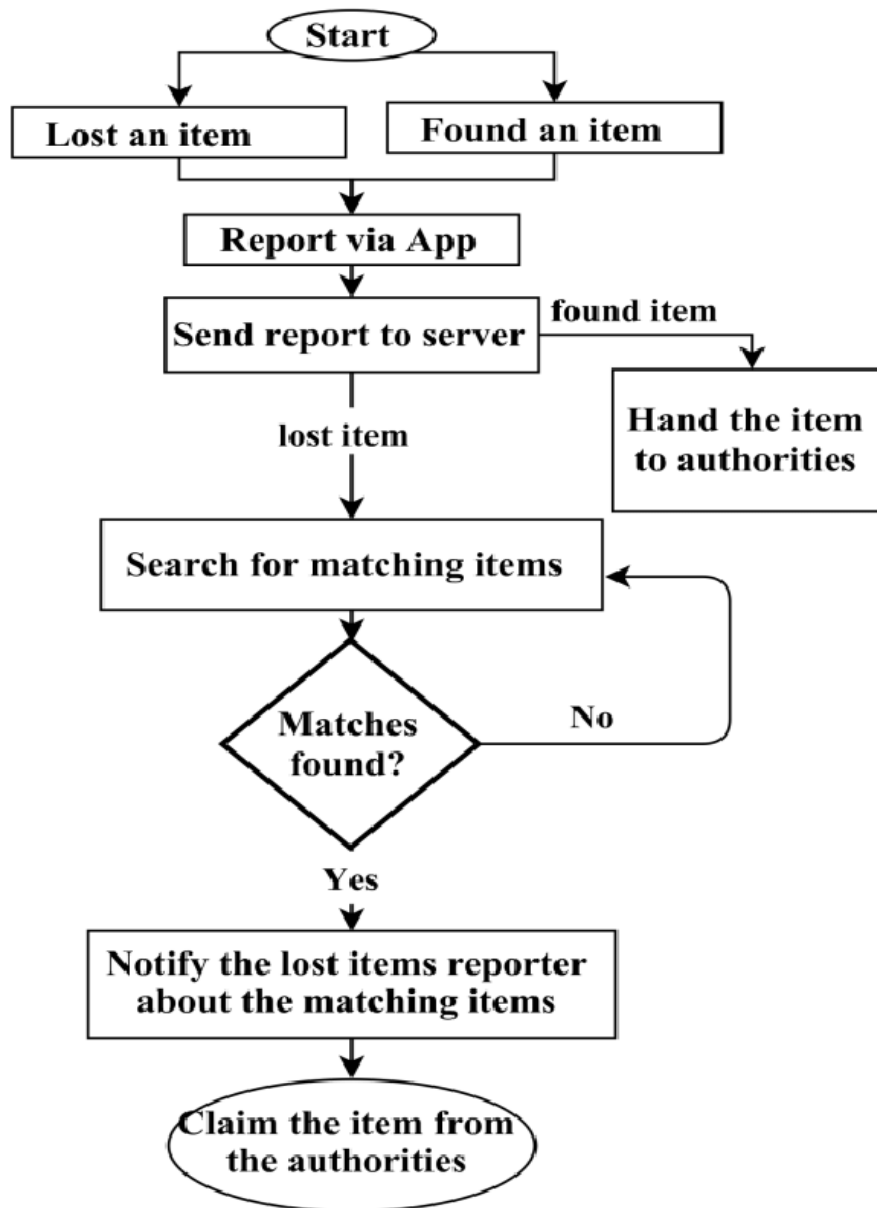 Start
Lost an item
Found an item
Report via App
Send report to server
found item
Hand the item
to authorities
lost item
Search for matching items
Matches
found?
No
Yes
Notify the lost items reporter
about the matching items
Claim the item from
the authorities